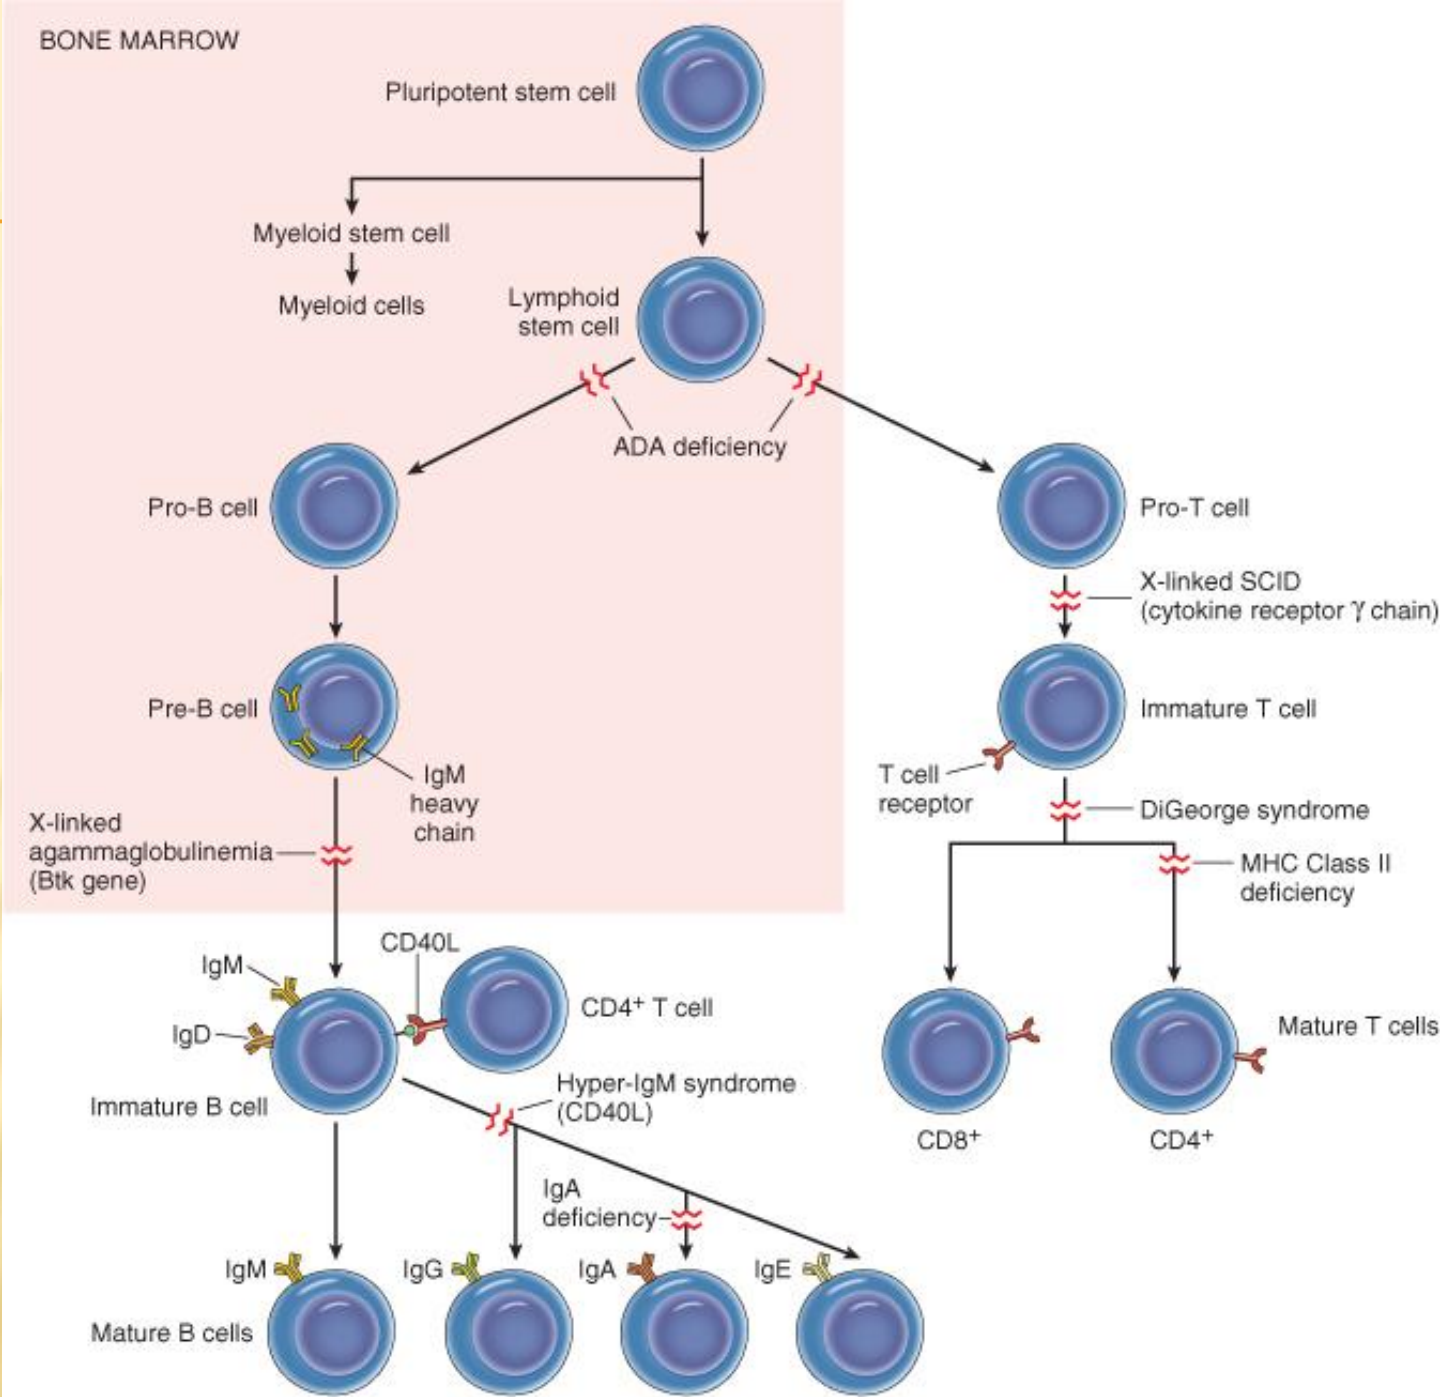 BONE MARROW
Pluripotent stem cell
Myeloid stem cell
Myeloid cells
Lymphoid
stem cell
ADA deficiency
Pro-B cell
Pro-T cell
X-linked SCID
(cytokine receptor γ chain)
Pre-B cell
Immature T cell
IgM
heavy
chain
T cell
receptor
X-linked
agammaglobulinemia
(Btk gene)
DiGeorge syndrome
MHC Class II
deficiency
CD40L
IgM
IgD
CD4+ T cell
Immature B cell
Mature T cells
Hyper-IgM syndrome
(CD40L)
CD8+
CD4+
IgA
deficiency
IgM
IgG
IgA
IgE
Mature B cells